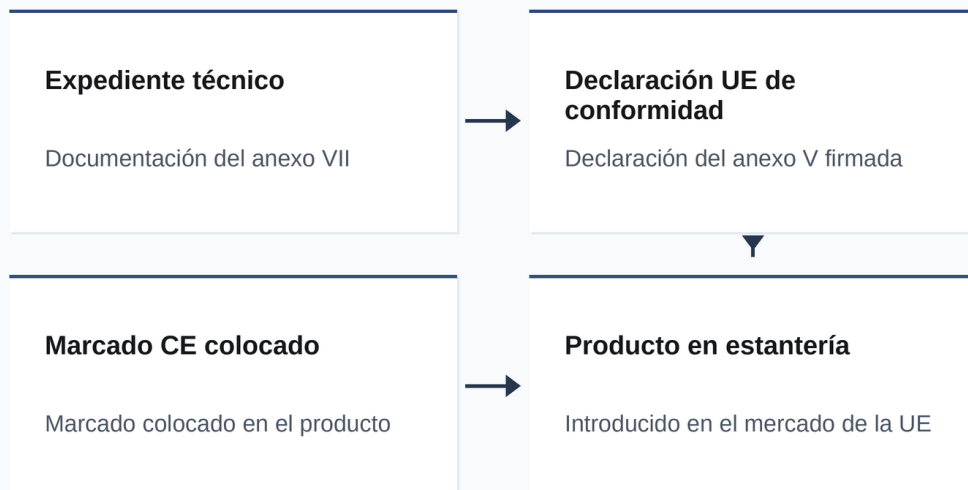 Expediente técnico
Documentación del anexo VII
Declaración UE de
conformidad
Declaración del anexo V firmada
Marcado CE colocado
Marcado colocado en el producto
Producto en estantería
Introducido en el mercado de la UE